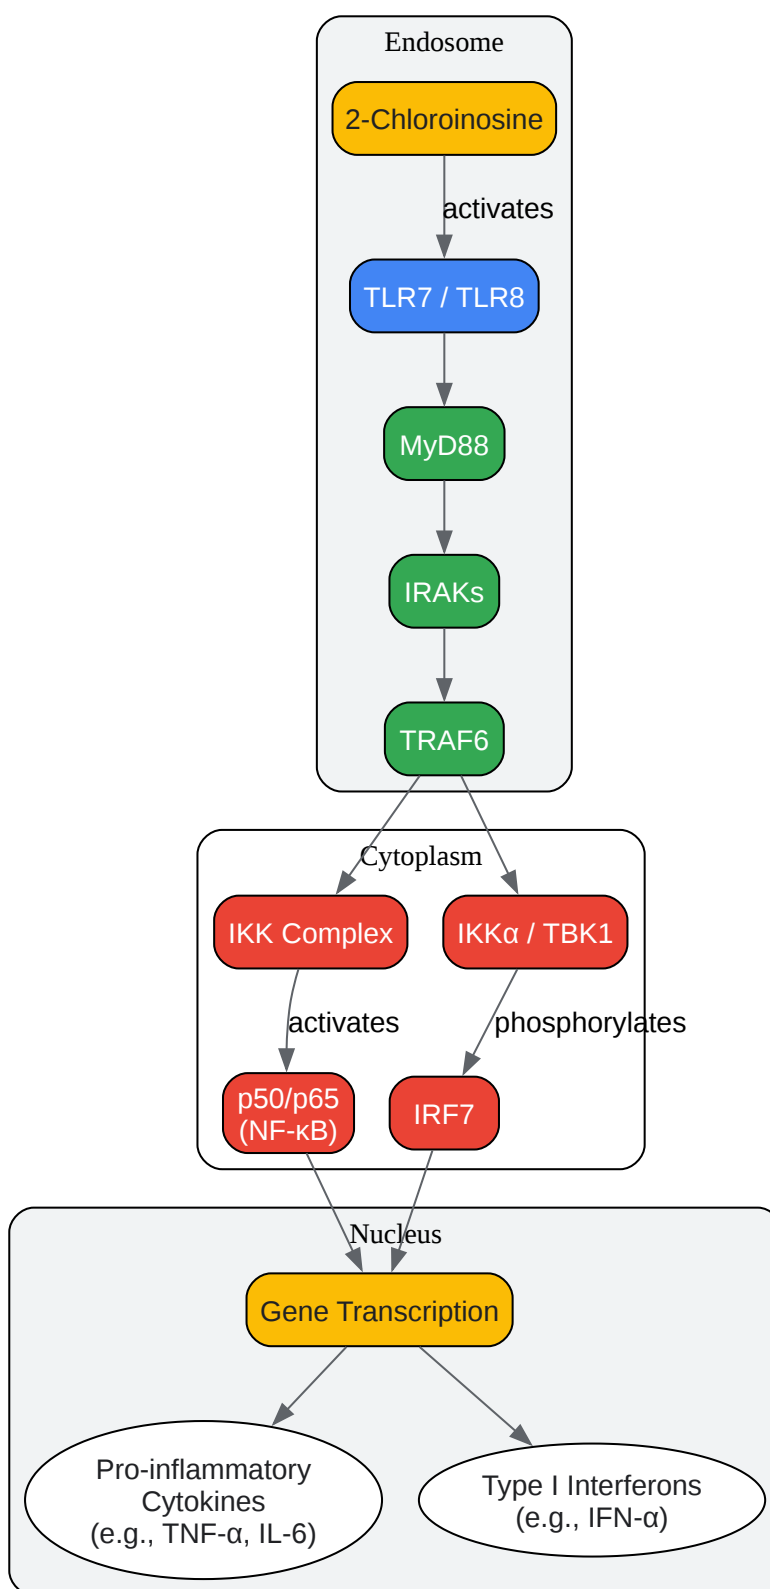 Endosome
2-Chloroinosine
activates
TLR7 / TLR8
MyD88
IRAKs
TRAF6
Cytoplasm
IKK Complex
IKKα / TBK1
activates
phosphorylates
p50/p65
(NF-κB)
IRF7
Nucleus
Gene Transcription
Pro-inflammatory
Cytokines
(e.g., TNF-α, IL-6)
Type I Interferons
(e.g., IFN-α)